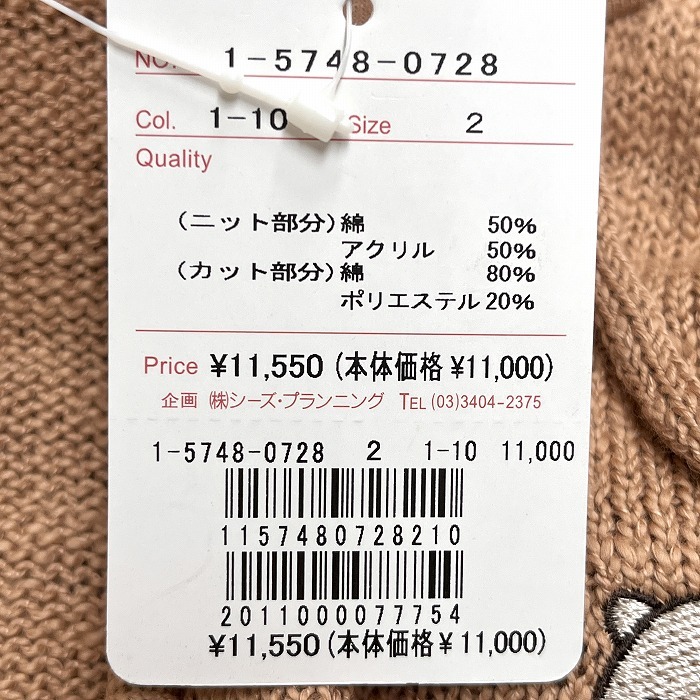 NO. 1-5748-0728
Col. 1-10 Size 2
Quality
(ニット部分)綿 50%
アクリル 50%
(カット部分)綿 80%
ポリエステル 20%
Price ¥11,550 (本体価格 ¥11,000)
企画 ㈱シーズ・プランニング TEL (03)3404-2375
1-5748-0728 2 1-10 11,000
1157480728210
2011000077754
¥11,550 (本体価格 ¥ 11,000)